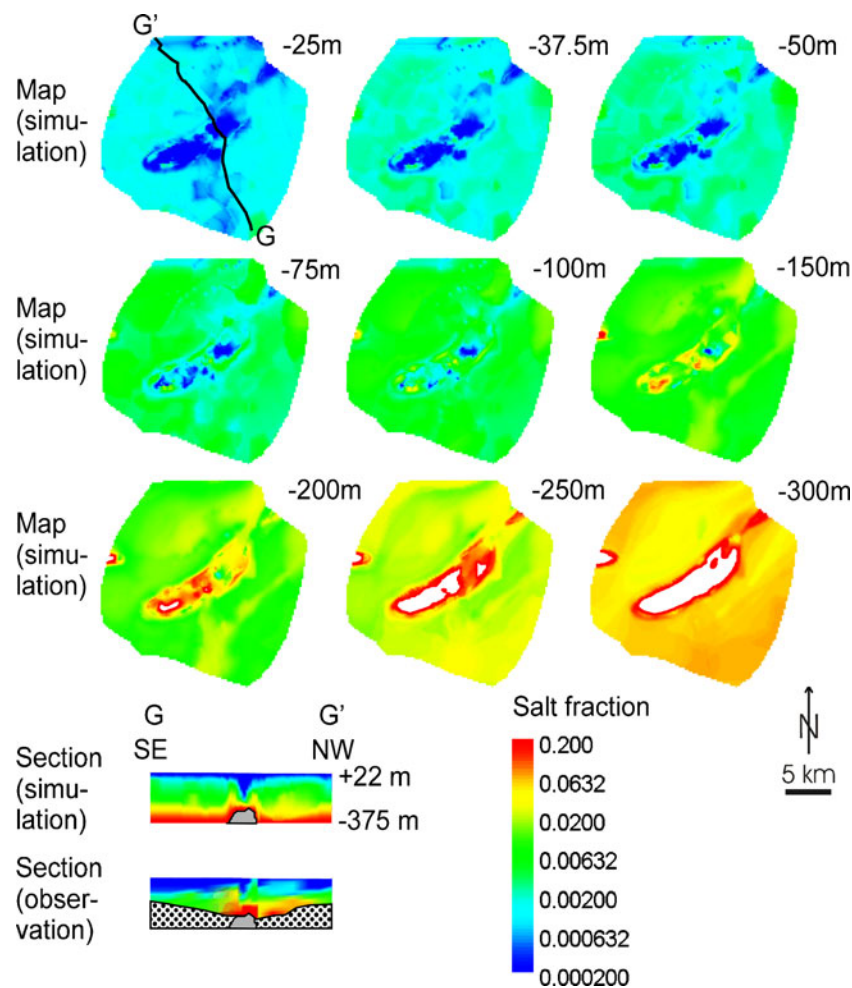 G'
-25m
-37.5m
-50m
Map
(simu-
lation)
G
-75m
-100m
-150m
Map
(simu-
lation)
-200m
-250m
-300m
Map
(simu-
lation)
G
G'
SE
NW
Section
(simu-
lation)
+22 m
-375 m
Section
(obser-
vation)
Salt fraction
0.200
0.0632
0.0200
0.00632
0.00200
0.000632
0.000200
N
5 km